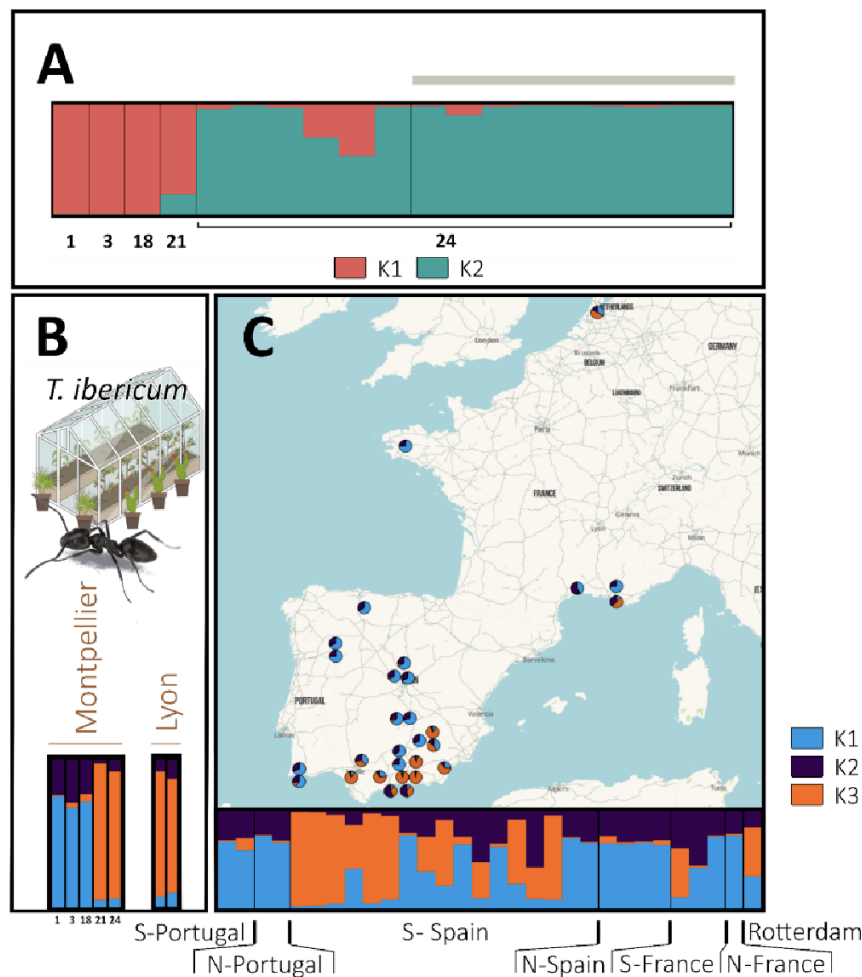 A
1 3 18 21 24
K1 K2
B
T. ibericum
Montpellier
Lyon
1 3 18 21 24
C
NETHERLANDS
London
Brussels
BELGIUM
GERMANY
Frankfurt
LUXEMBOURG
Paris
Munich
FRANCE
Zurich
SWITZERLAND
Geneva
Lyon
Milan
Barcelona
PORTUGAL
Valencia
Lisbon
Algiers
Tunis
K1
K2
K3
S-Portugal S- Spain Rotterdam
N-Portugal N-Spain S-France N-France